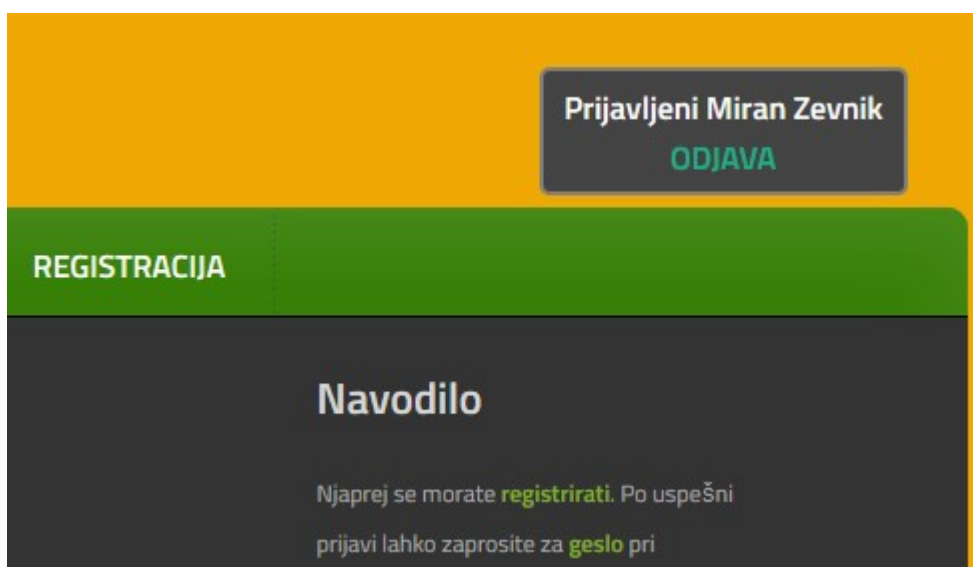 Prijavljeni Miran Zevnik
ODJAVA
REGISTRACIJA
Navodilo
Njaprej se morate registrirati. Po uspešni
prijavi lahko zaprosite za geslo pri